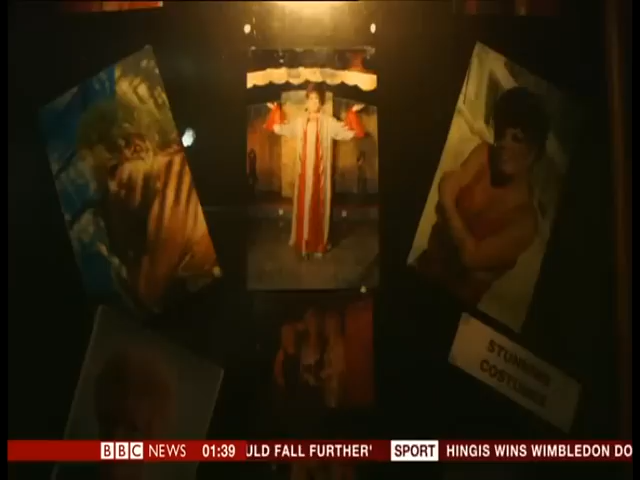 STUNNING
COSTUMES
BBC NEWS 01:39 ULD FALL FURTHER' SPORT HINGIS WINS WIMBLEDON DO